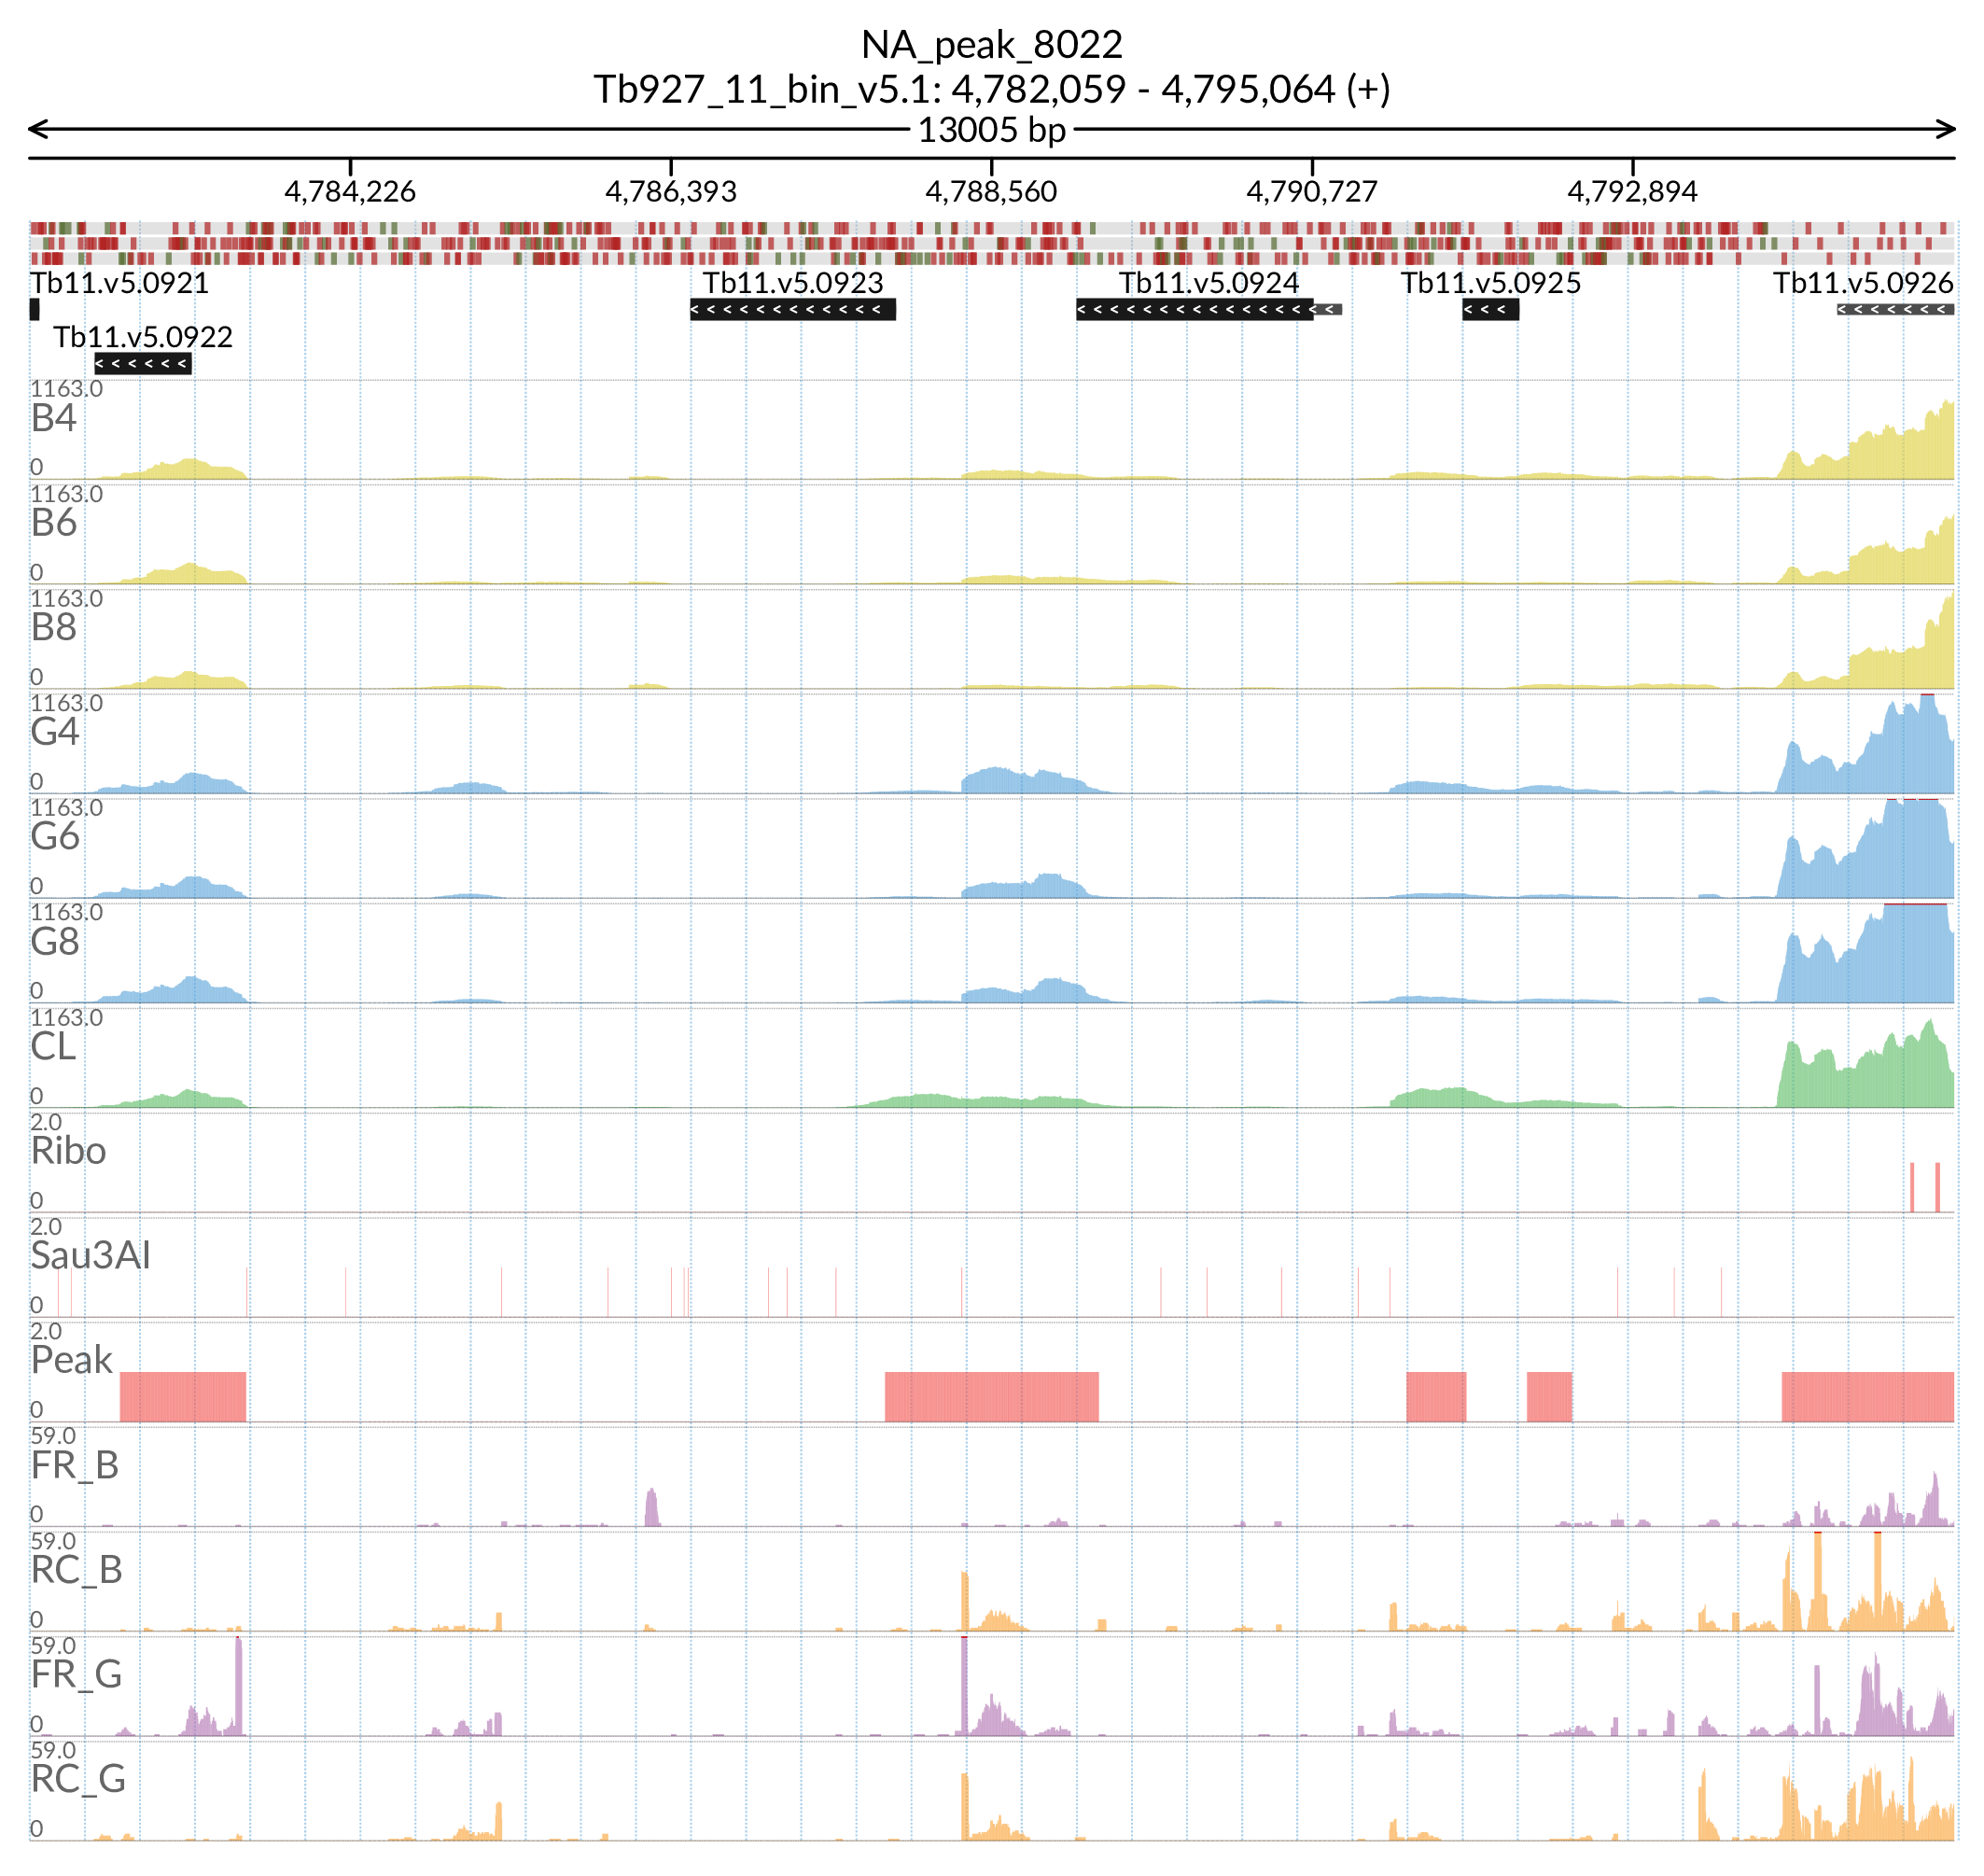 NA_peak_8022
Tb927_11_bin_v5.1: 4,782,059 - 4,795,064 (+)
13005 bp
4,784,226 4,786,393 4,788,560 4,790,727 4,792,894
Tb11.v5.0921 Tb11.v5.0923 Tb11.v5.0924 Tb11.v5.0925 Tb11.v5.0926
Tb11.v5.0922
1163.0
B4
0
1163.0
B6
0
1163.0
B8
0
1163.0
G4
0
1163.0
G6
0
1163.0
G8
0
1163.0
CL
0
2.0
Ribo
0
2.0
Sau3AI
0
2.0
Peak
0
59.0
FR_B
0
59.0
RC_B
0
59.0
FR_G
0
59.0
RC_G
0